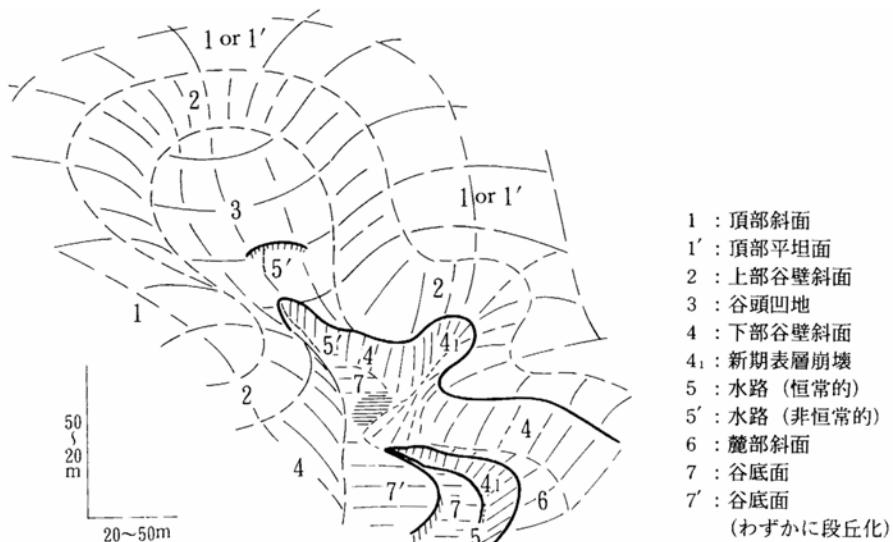 1 or 1′
2
3
1 or 1′
5′
2
1
5′
4
4₁
7
2
4
4
4₁
7′
7
6
5
50
〜
20
m
20〜50m
1 : 頂部斜面
1′ : 頂部平坦面
2 : 上部谷壁斜面
3 : 谷頭凹地
4 : 下部谷壁斜面
4₁ : 新期表層崩壊
5 : 水路 (恒常的)
5′ : 水路 (非恒常的)
6 : 麓部斜面
7 : 谷底面
7′ : 谷底面
(わずかに段丘化)